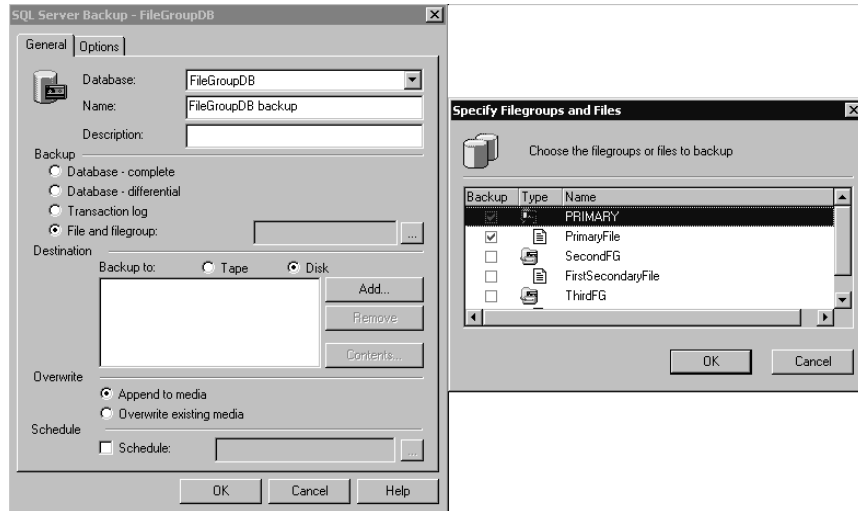 SQL Server Backup - FileGroupDB
General
Options
Database:
FileGroupDB
Name:
FileGroupDB backup
Description:
Backup
Database - complete
Database - differential
Transaction log
File and filegroup:
...
Destination
Backup to:
Tape
Disk
Add...
Remove
Contents...
Overwrite
Append to media
Overwrite existing media
Schedule
Schedule:
...
OK
Cancel
Help
Specify Filegroups and Files
Choose the filegroups or files to backup
Backup Type Name
PRIMARY
PrimaryFile
SecondFG
FirstSecondaryFile
ThirdFG
OK
Cancel